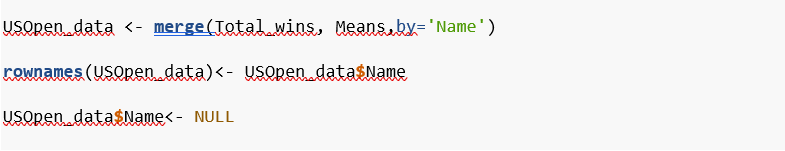 USOpen_data <- merge(Total_wins, Means,by='Name')
rownames(USOpen_data)<- USOpen_data$Name
USOpen_data$Name<- NULL